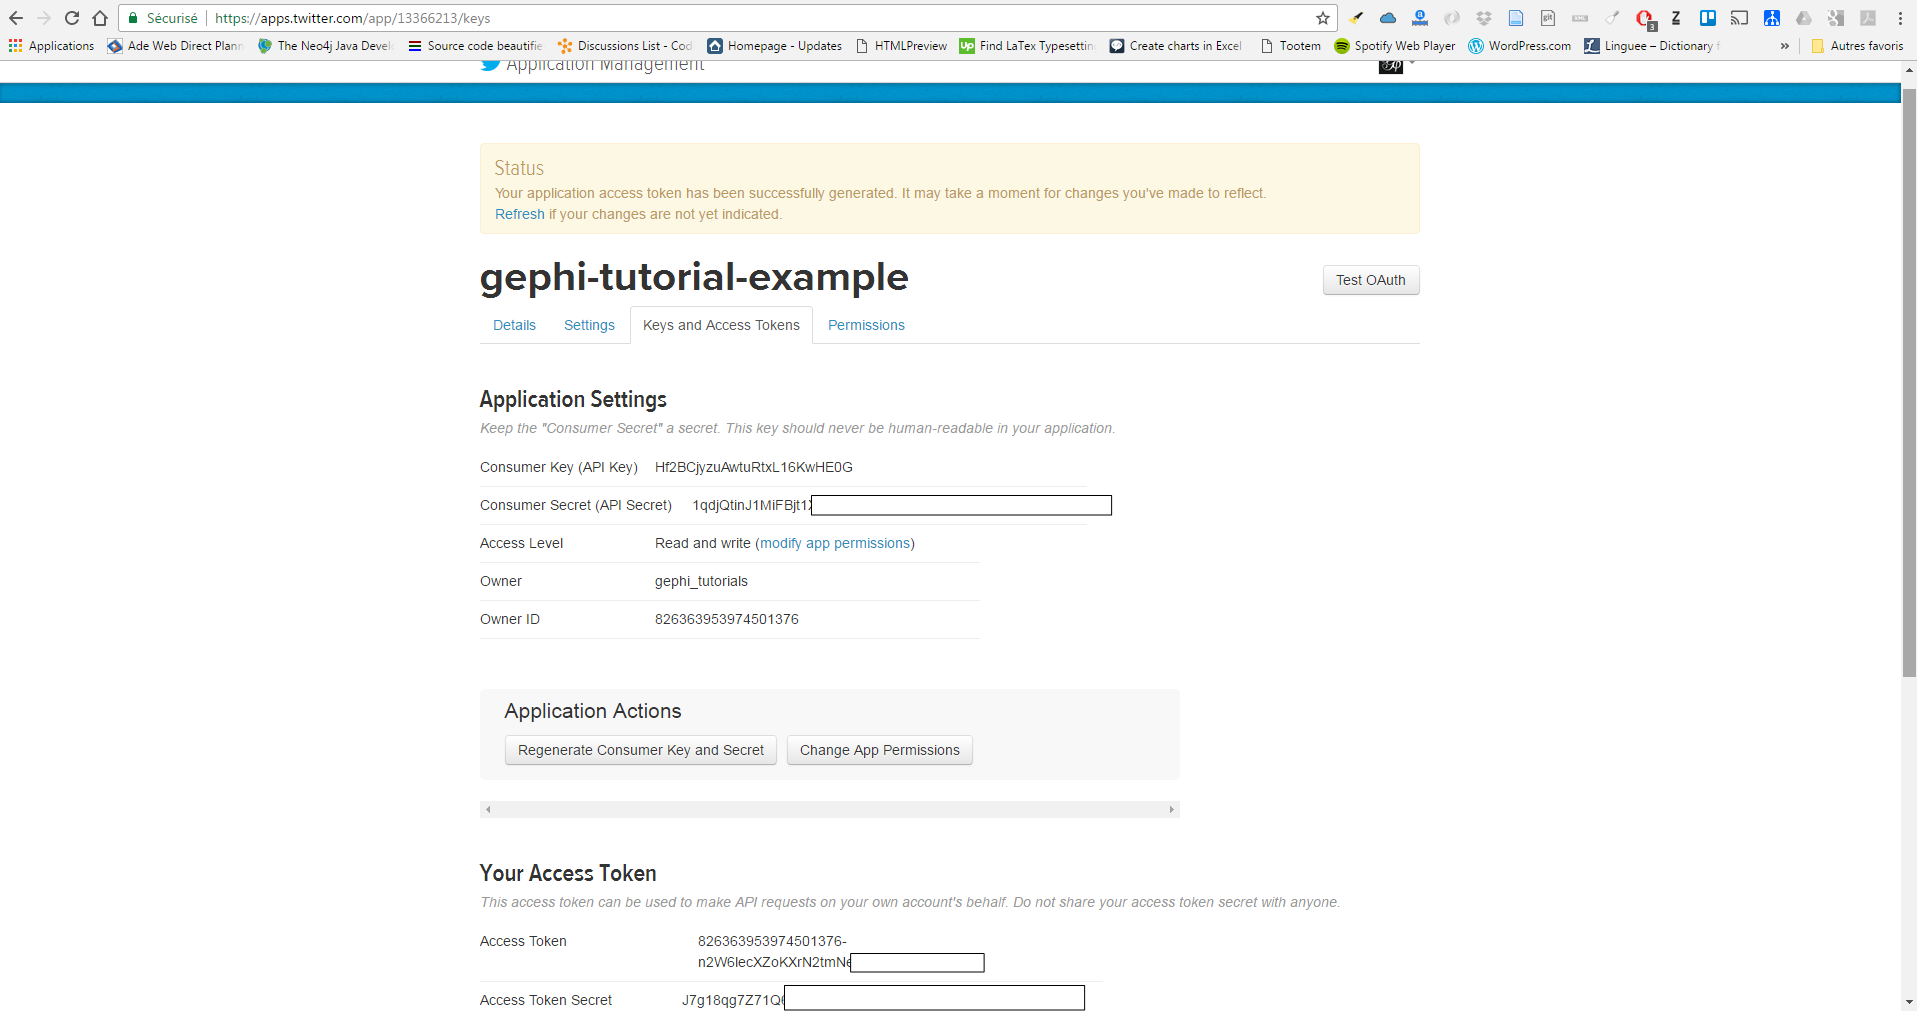 Sécurisé https://apps.twitter.com/app/13366213/keys
Applications Ade Web Direct Plann The Neo4j Java Devel Source code beautifie Discussions List - Cod Homepage - Updates HTMLPreview Find LaTex Typesettin Create charts in Excel Tootem Spotify Web Player WordPress.com Linguee – Dictionary f » Autres favoris
Application Management
Status
Your application access token has been successfully generated. It may take a moment for changes you've made to reflect.
Refresh if your changes are not yet indicated.
gephi-tutorial-example
Test OAuth
Details Settings Keys and Access Tokens Permissions
Application Settings
Keep the "Consumer Secret" a secret. This key should never be human-readable in your application.
Consumer Key (API Key) Hf2BCjyzuAwtuRtxL16KwHE0G
Consumer Secret (API Secret) 1qdjQtinJ1MiFBjt1
Access Level Read and write (modify app permissions)
Owner gephi_tutorials
Owner ID 826363953974501376
Application Actions
Regenerate Consumer Key and Secret Change App Permissions
Your Access Token
This access token can be used to make API requests on your own account's behalf. Do not share your access token secret with anyone.
Access Token 826363953974501376-
n2W6lecXZoKXrN2tmN
Access Token Secret J7g18qg7Z71Q